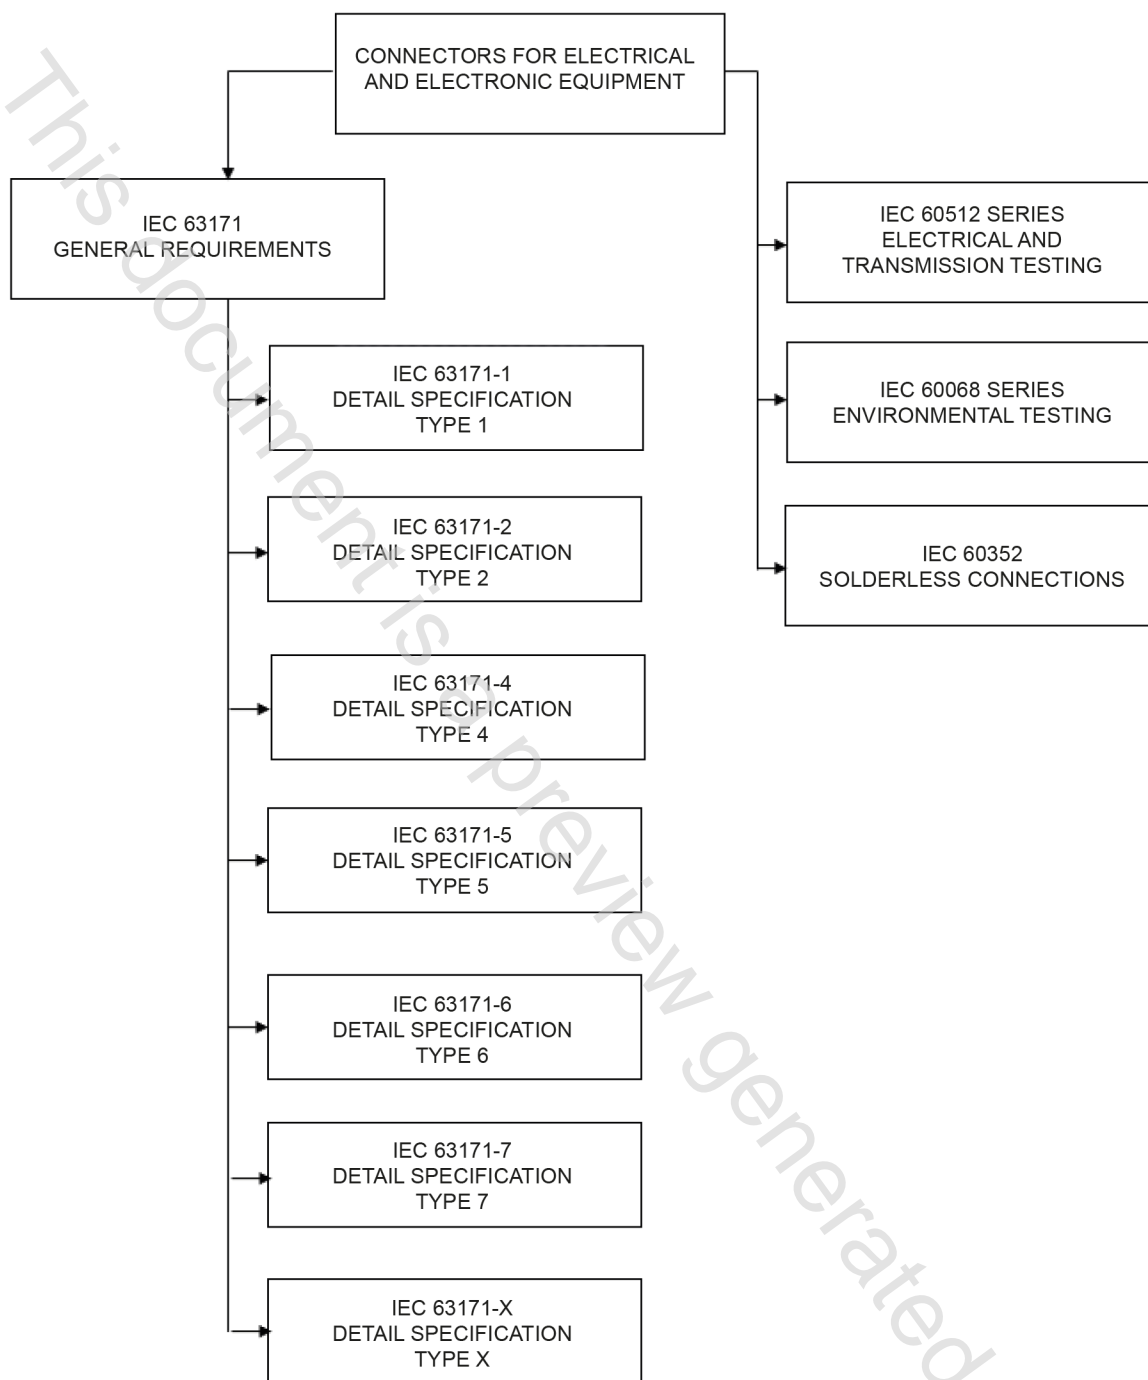 CONNECTORS FOR ELECTRICAL
AND ELECTRONIC EQUIPMENT
IEC 63171
GENERAL REQUIREMENTS
IEC 63171-1
DETAIL SPECIFICATION
TYPE 1
IEC 63171-2
DETAIL SPECIFICATION
TYPE 2
IEC 63171-4
DETAIL SPECIFICATION
TYPE 4
IEC 63171-5
DETAIL SPECIFICATION
TYPE 5
IEC 63171-6
DETAIL SPECIFICATION
TYPE 6
IEC 63171-7
DETAIL SPECIFICATION
TYPE 7
IEC 63171-X
DETAIL SPECIFICATION
TYPE X
IEC 60512 SERIES
ELECTRICAL AND
TRANSMISSION TESTING
IEC 60068 SERIES
ENVIRONMENTAL TESTING
IEC 60352
SOLDERLESS CONNECTIONS
This document is a preview generated